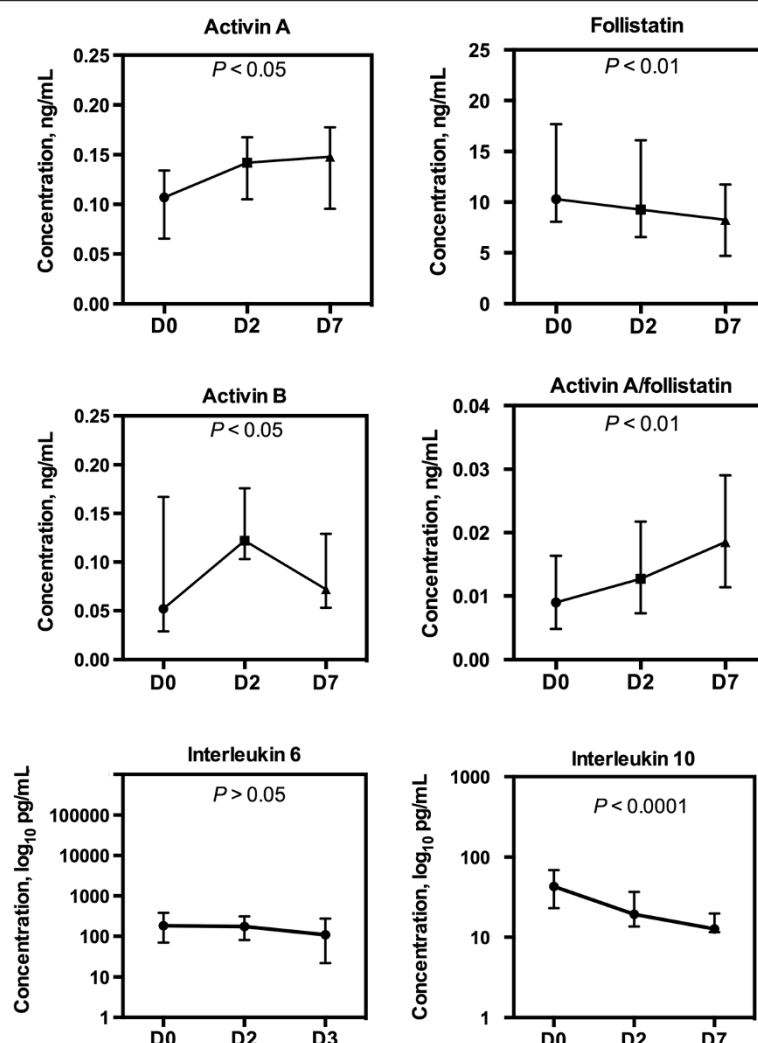 Activin A
P < 0.05
Concentration, ng/mL
0.25
0.20
0.15
0.10
0.05
0.00
D0 D2 D7
Follistatin
P < 0.01
Concentration, ng/mL
25
20
15
10
5
0
D0 D2 D7
Activin B
P < 0.05
Concentration, ng/mL
0.25
0.20
0.15
0.10
0.05
0.00
D0 D2 D7
Activin A/follistatin
P < 0.01
Concentration, ng/mL
0.04
0.03
0.02
0.01
0.00
D0 D2 D7
Interleukin 6
P > 0.05
Concentration, log10 pg/mL
100000
10000
1000
100
10
1
D0 D2 D3
Interleukin 10
P < 0.0001
Concentration, log10 pg/mL
1000
100
10
1
D0 D2 D7